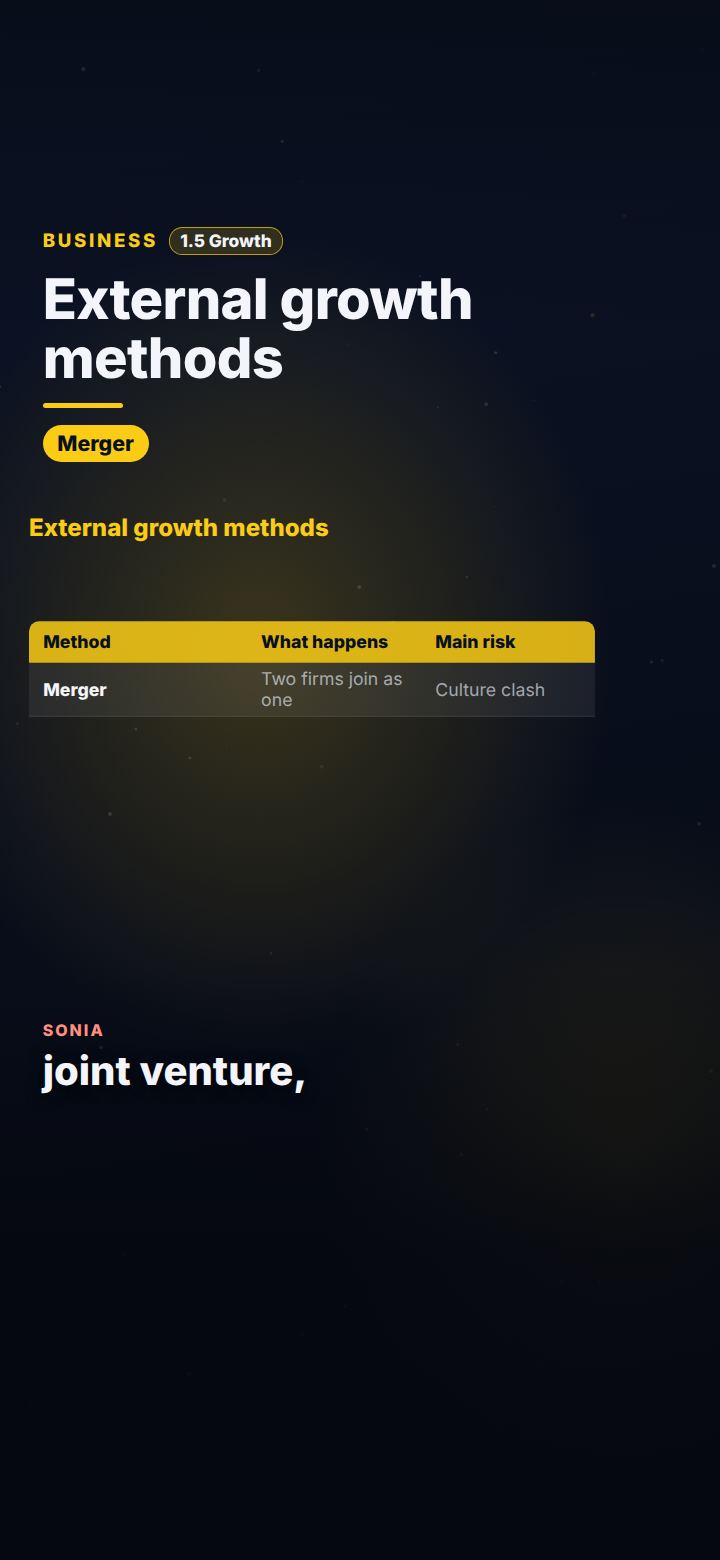 BUSINESS 1.5 Growth
External growth
methods
Merger
External growth methods
Method What happens Main risk
Merger Two firms join as one Culture clash
SONIA
joint venture,